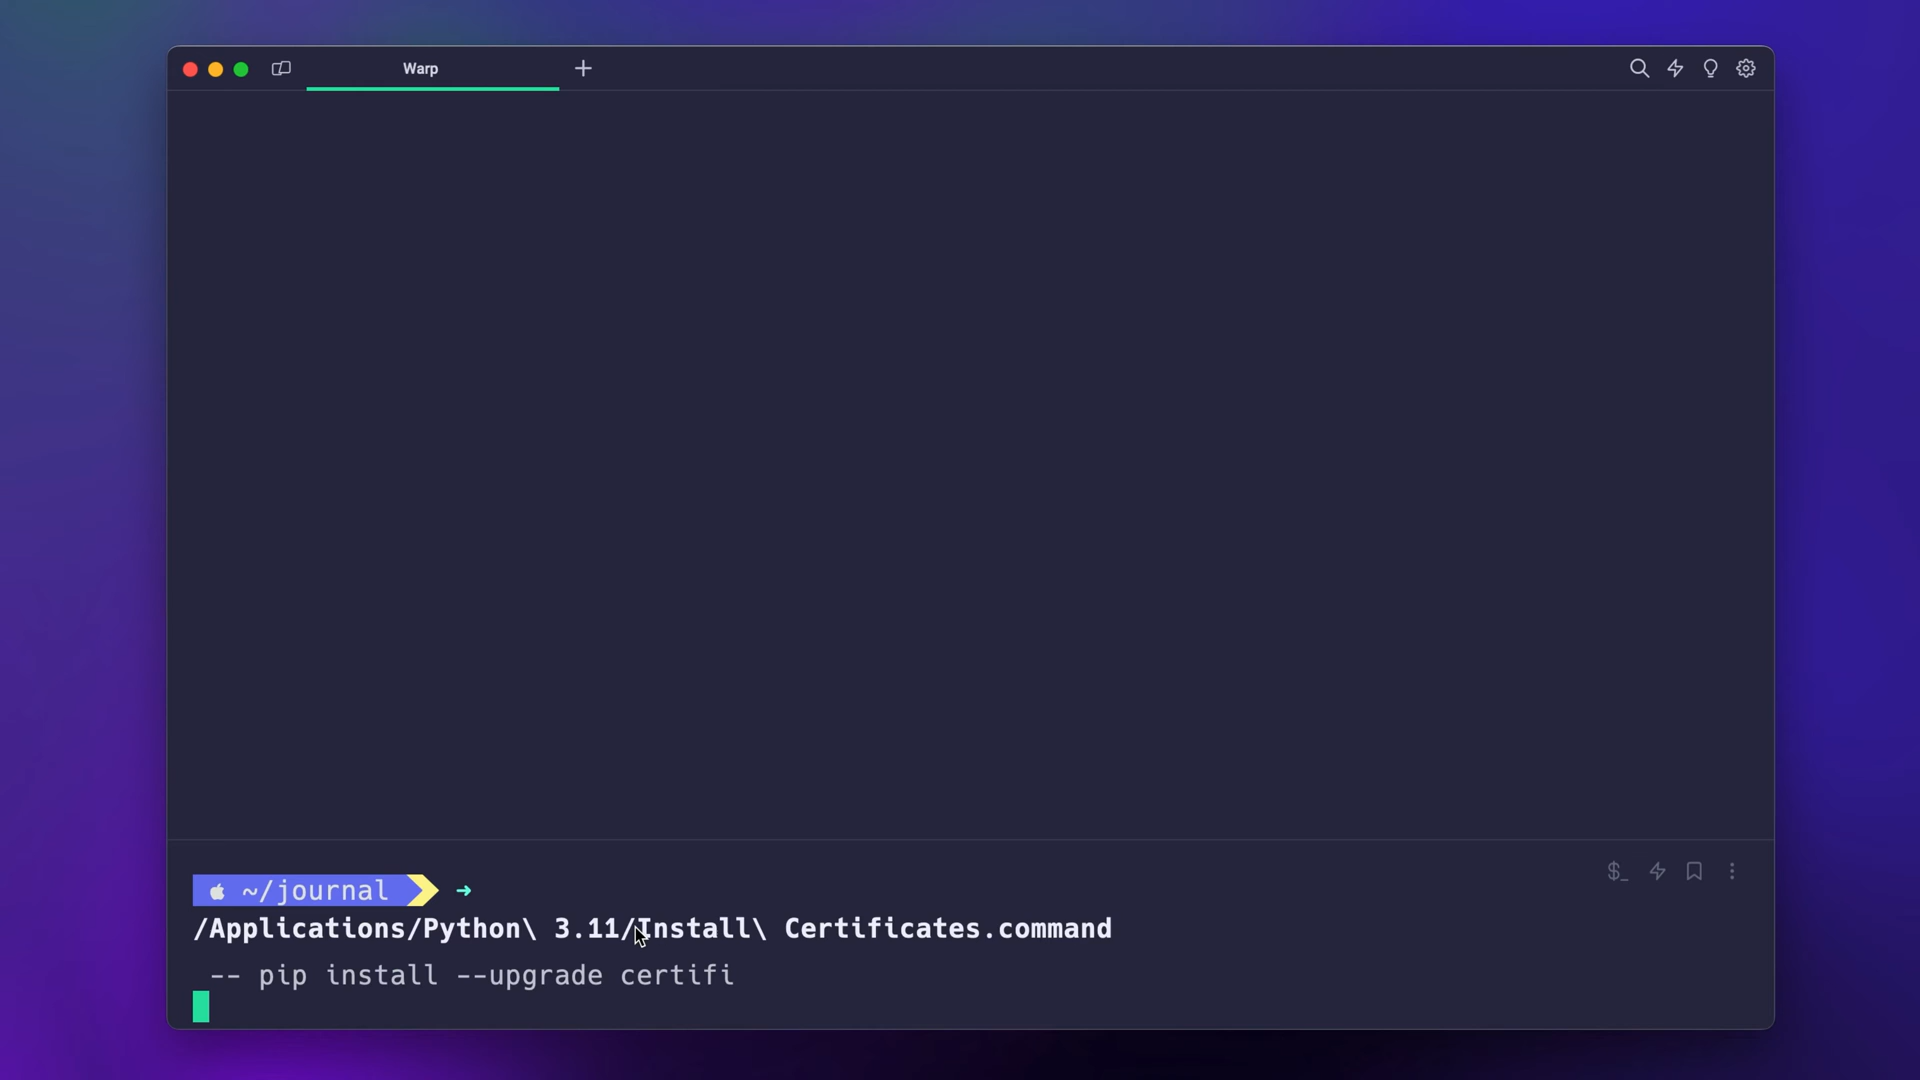 Warp
$_
~/journal ➜
/Applications/Python\ 3.11/Install\ Certificates.command
-- pip install --upgrade certifi